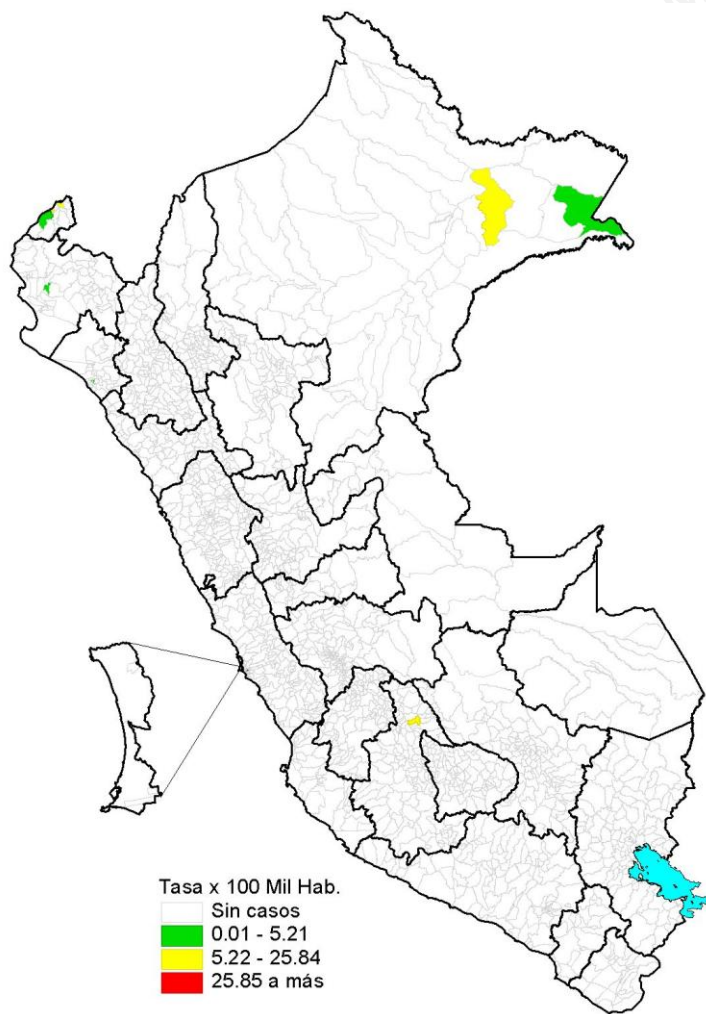 Tasa x 100 Mil Hab.
Sin casos
0.01 - 5.21
5.22 - 25.84
25.85 a más